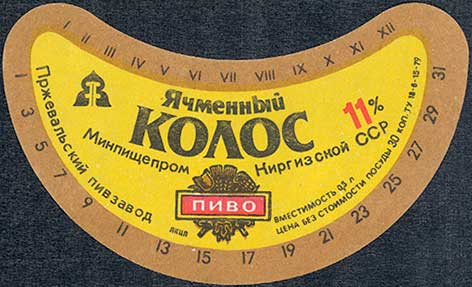 I II III IV V VI VII VIII IX X XI XII
Ячменный
КОЛОС
11%
Пржевальский пивзавод
Минпищепром Киргизской ССР
ПИВО
ВМЕСТИМОСТЬ 0,5 л
ЦЕНА БЕЗ СТОИМОСТИ ПОСУДЫ 30 КОП. ТУ 18-6-15-79
1 3 5 7 9 11 13 15 16 19 21 23 25 27 29 31